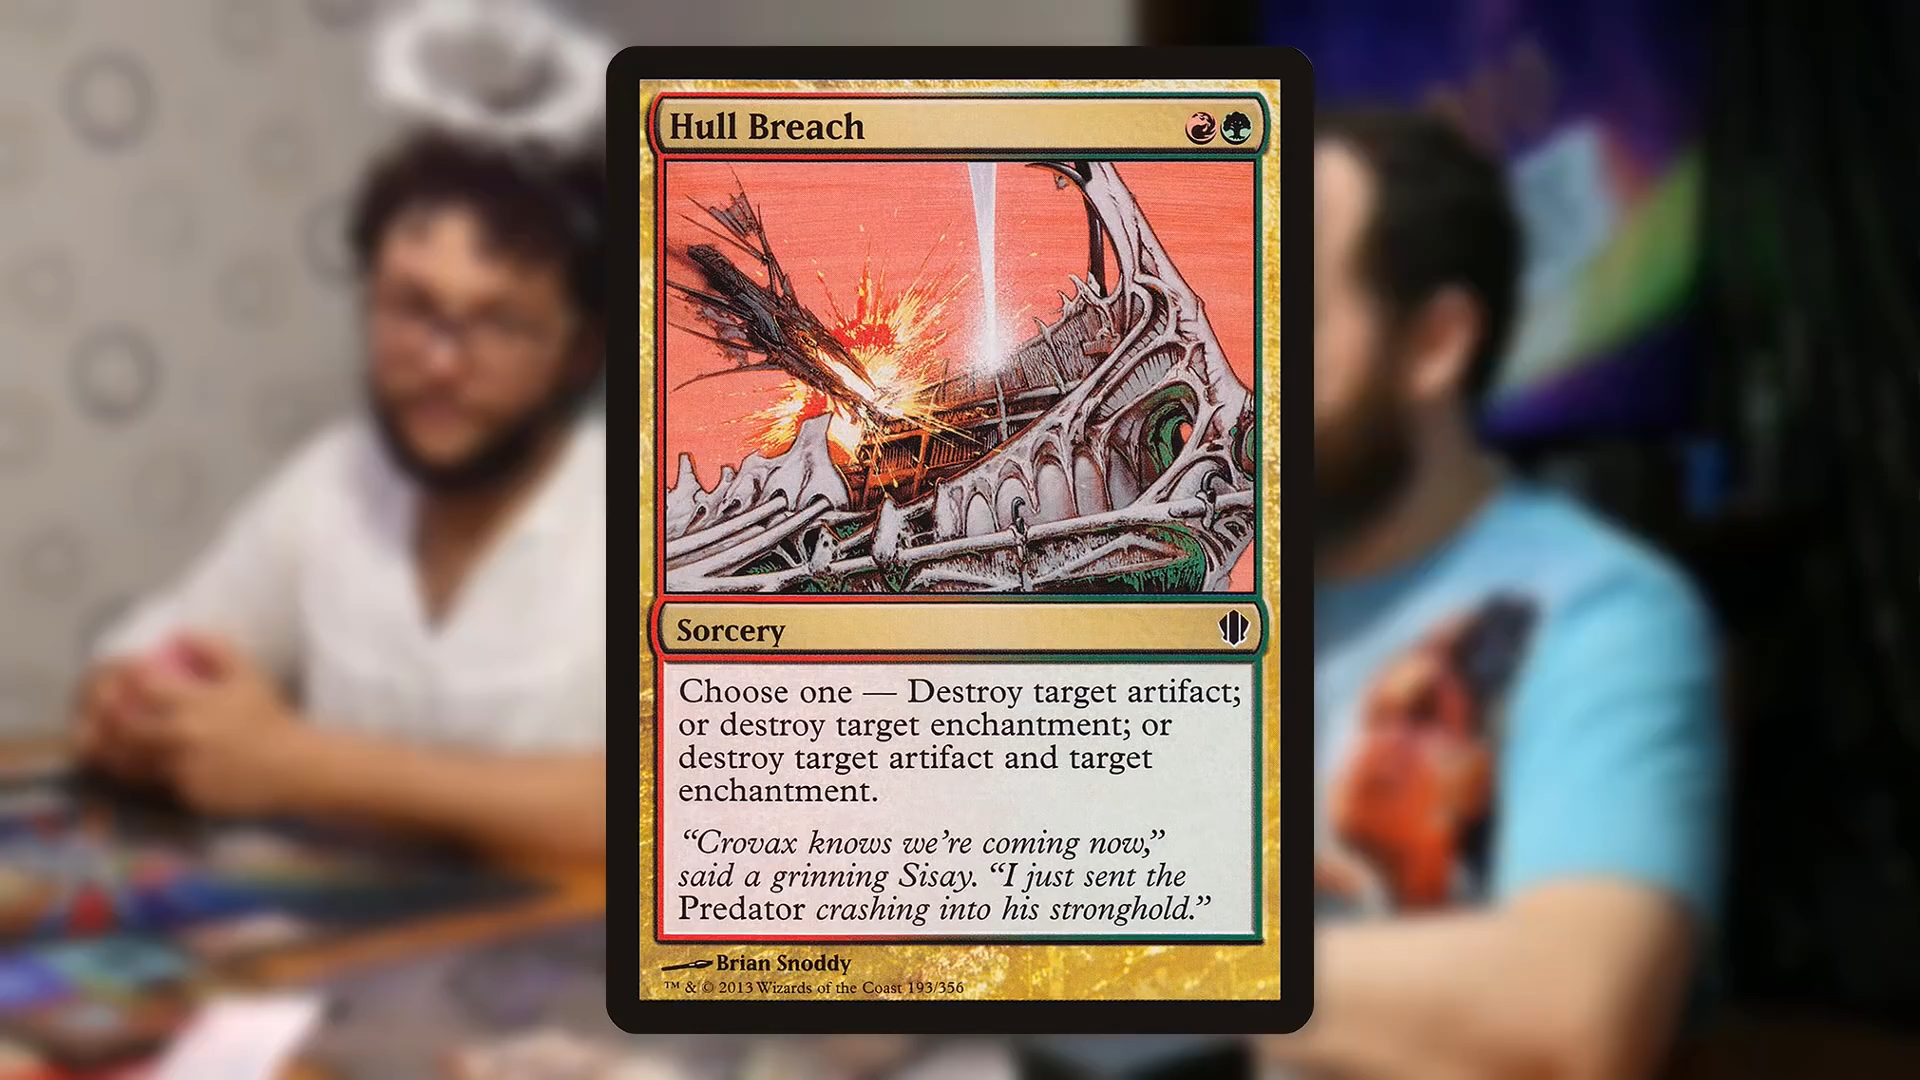 Hull Breach
Sorcery
Choose one — Destroy target artifact;
or destroy target enchantment; or
destroy target artifact and target
enchantment.
“Crovax knows we’re coming now,”
said a grinning Sisay. “I just sent the
Predator crashing into his stronghold.”
Brian Snoddy
™ & © 2013 Wizards of the Coast 193/356